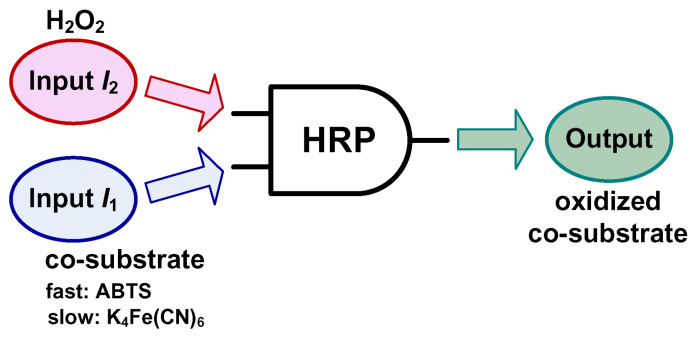 H₂O₂
Input I₂
HRP
Output
Input I₁
oxidized
co-substrate
co-substrate
fast: ABTS
slow: K₄Fe(CN)₆